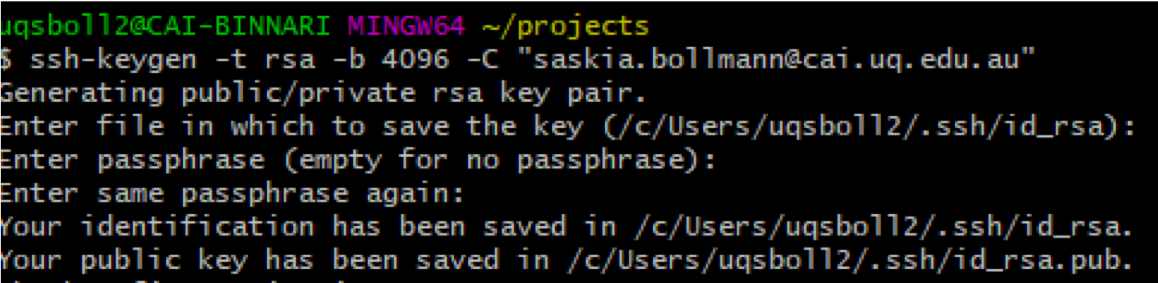 uqsboll2@CAI-BINNARI MINGW64 ~/projects
$ ssh-keygen -t rsa -b 4096 -C "saskia.bollmann@cai.uq.edu.au"
Generating public/private rsa key pair.
Enter file in which to save the key (/c/Users/uqsboll2/.ssh/id_rsa):
Enter passphrase (empty for no passphrase):
Enter same passphrase again:
Your identification has been saved in /c/Users/uqsboll2/.ssh/id_rsa.
Your public key has been saved in /c/Users/uqsboll2/.ssh/id_rsa.pub.